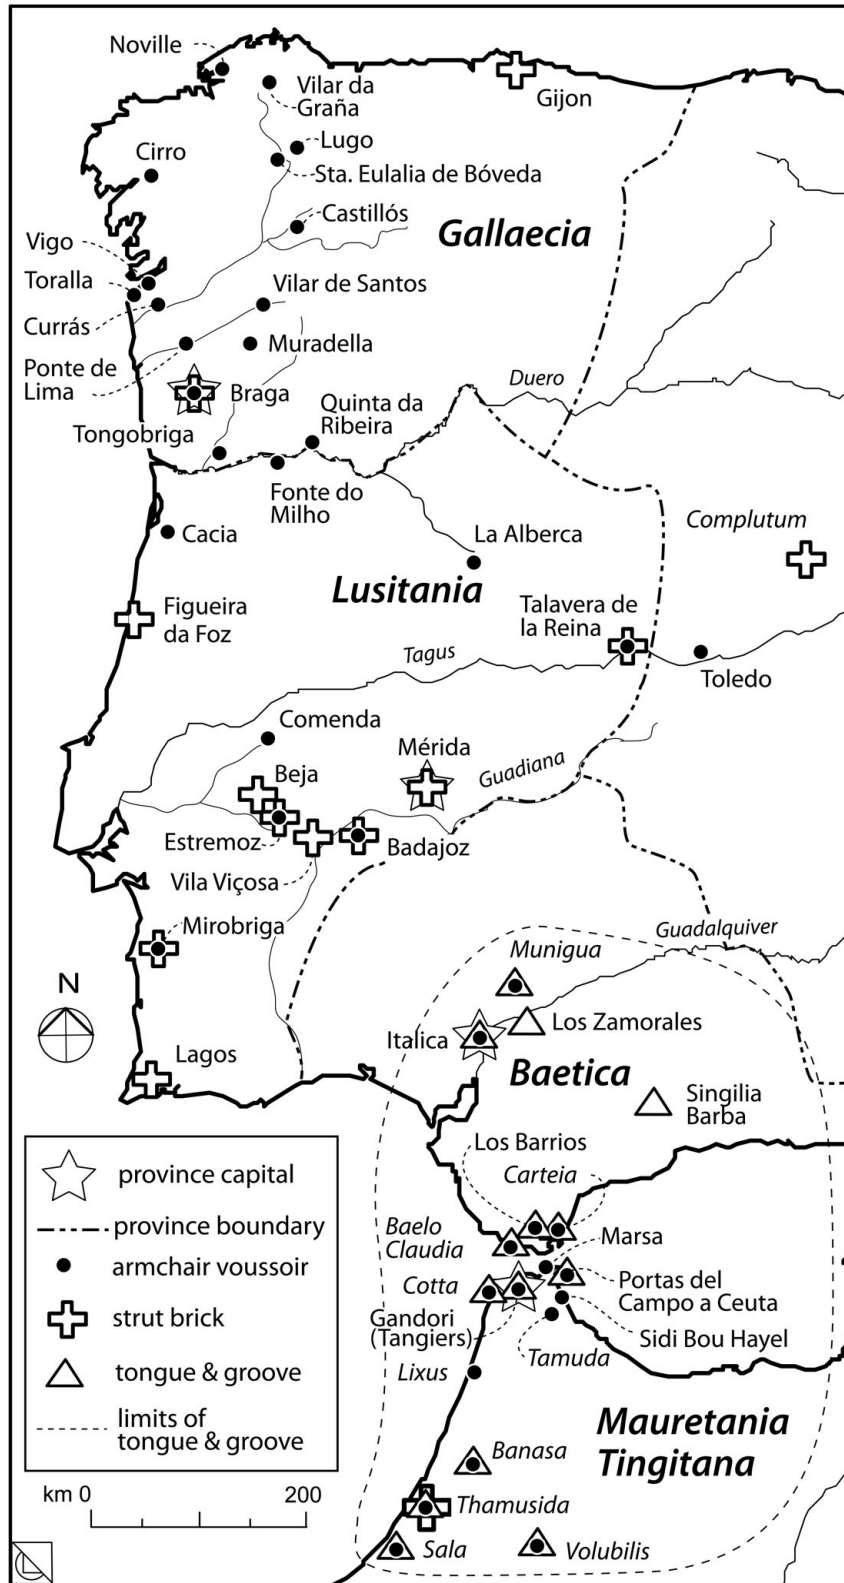 Noville
Gijon
Vilar da
Graña
Lugo
Cirro
Sta. Eulalia de Bóveda
Castillós
Gallaecia
Vigo
Toralla
Vilar de Santos
Currás
Muradella
Ponte de
Lima
Braga
Duero
Quinta da
Ribeira
Tongobriga
Fonte do
Milho
Cacia
La Alberca
Complutum
Lusitania
Figueira
da Foz
Talavera de
la Reina
Tagus
Toledo
Comenda
Mérida
Beja
Guadiana
Estremoz
Badajoz
Vila Viçosa
Mirobriga
Guadalquiver
Munigua
N
Italica
Los Zamorales
Lagos
Baetica
Singilia
Barba
Los Barrios
Carteia
Baelo
Claudia
Marsa
Cotta
Portas del
Campo a Ceuta
Gandori
(Tangiers)
Sidi Bou Hayel
Tamuda
Lixus
Mauretania
Tingitana
Banasa
Thamusida
Sala
Volubilis
province capital
province boundary
armchair voussoir
strut brick
tongue & groove
limits of
tongue & groove
km 0 200